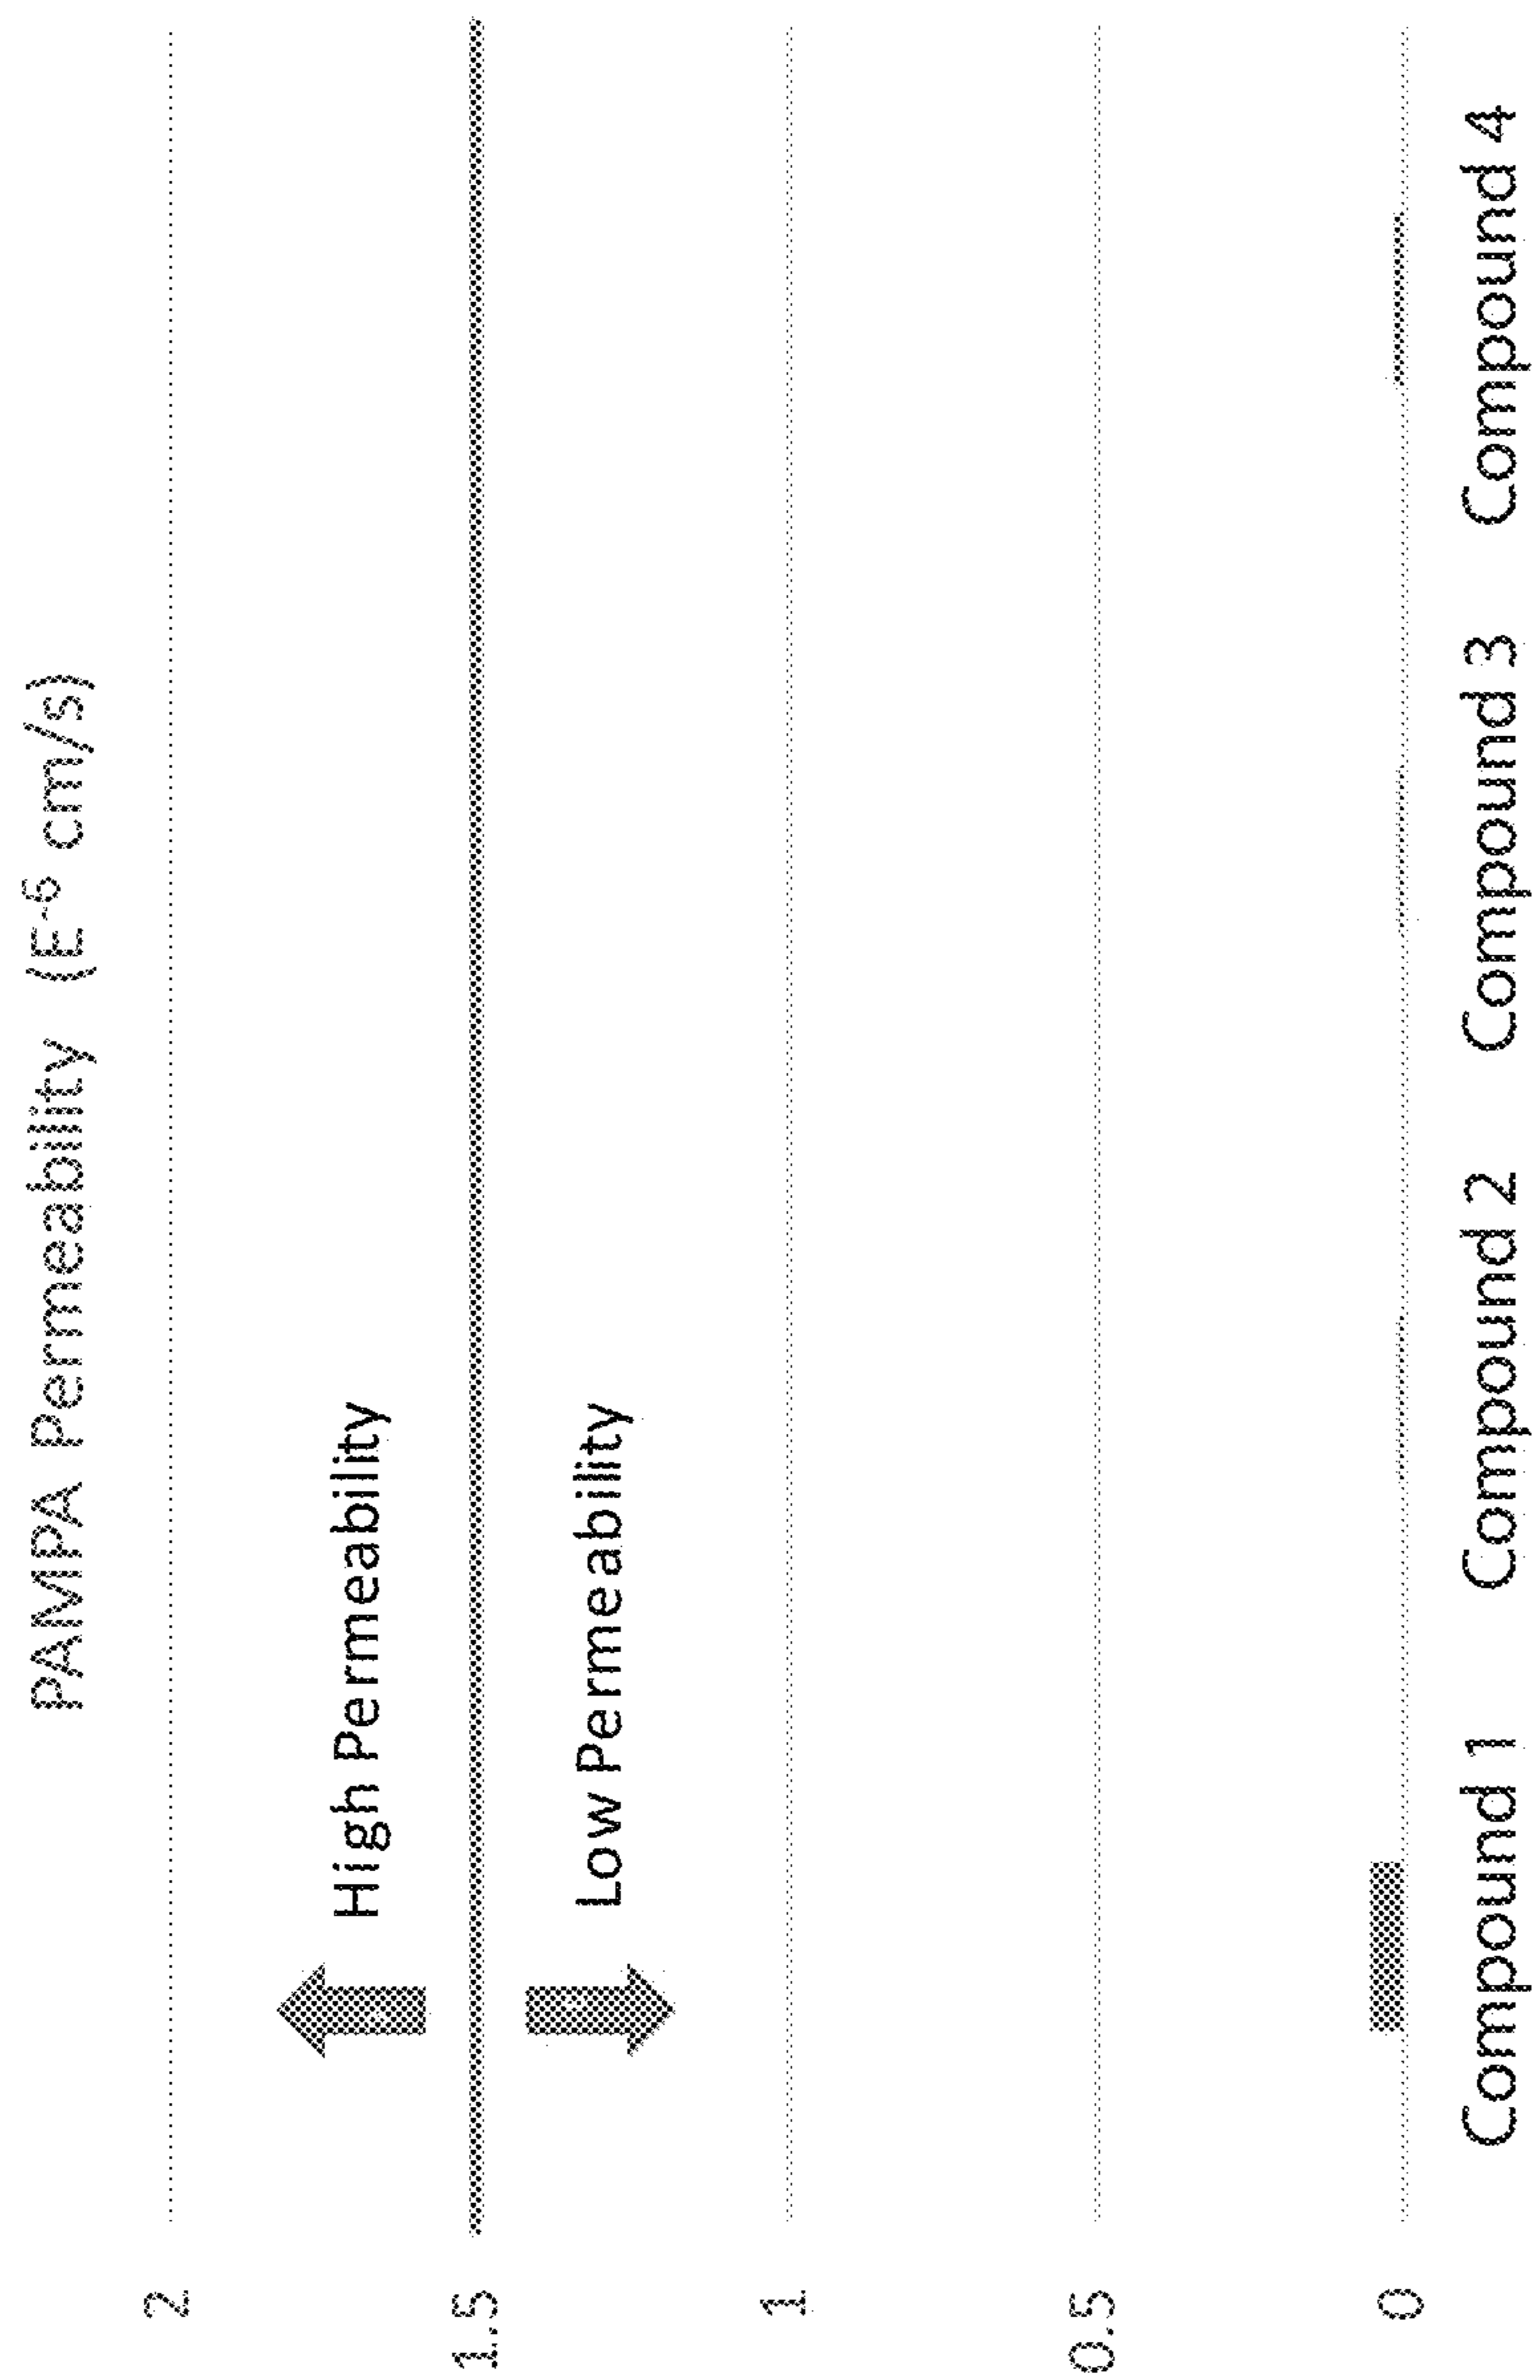 PAMPA Permeability (E-6 cm/s)
2
High Permeability
1.5
Low Permeability
1
0.5
0
Compound 1 Compound 2 Compound 3 Compound 4